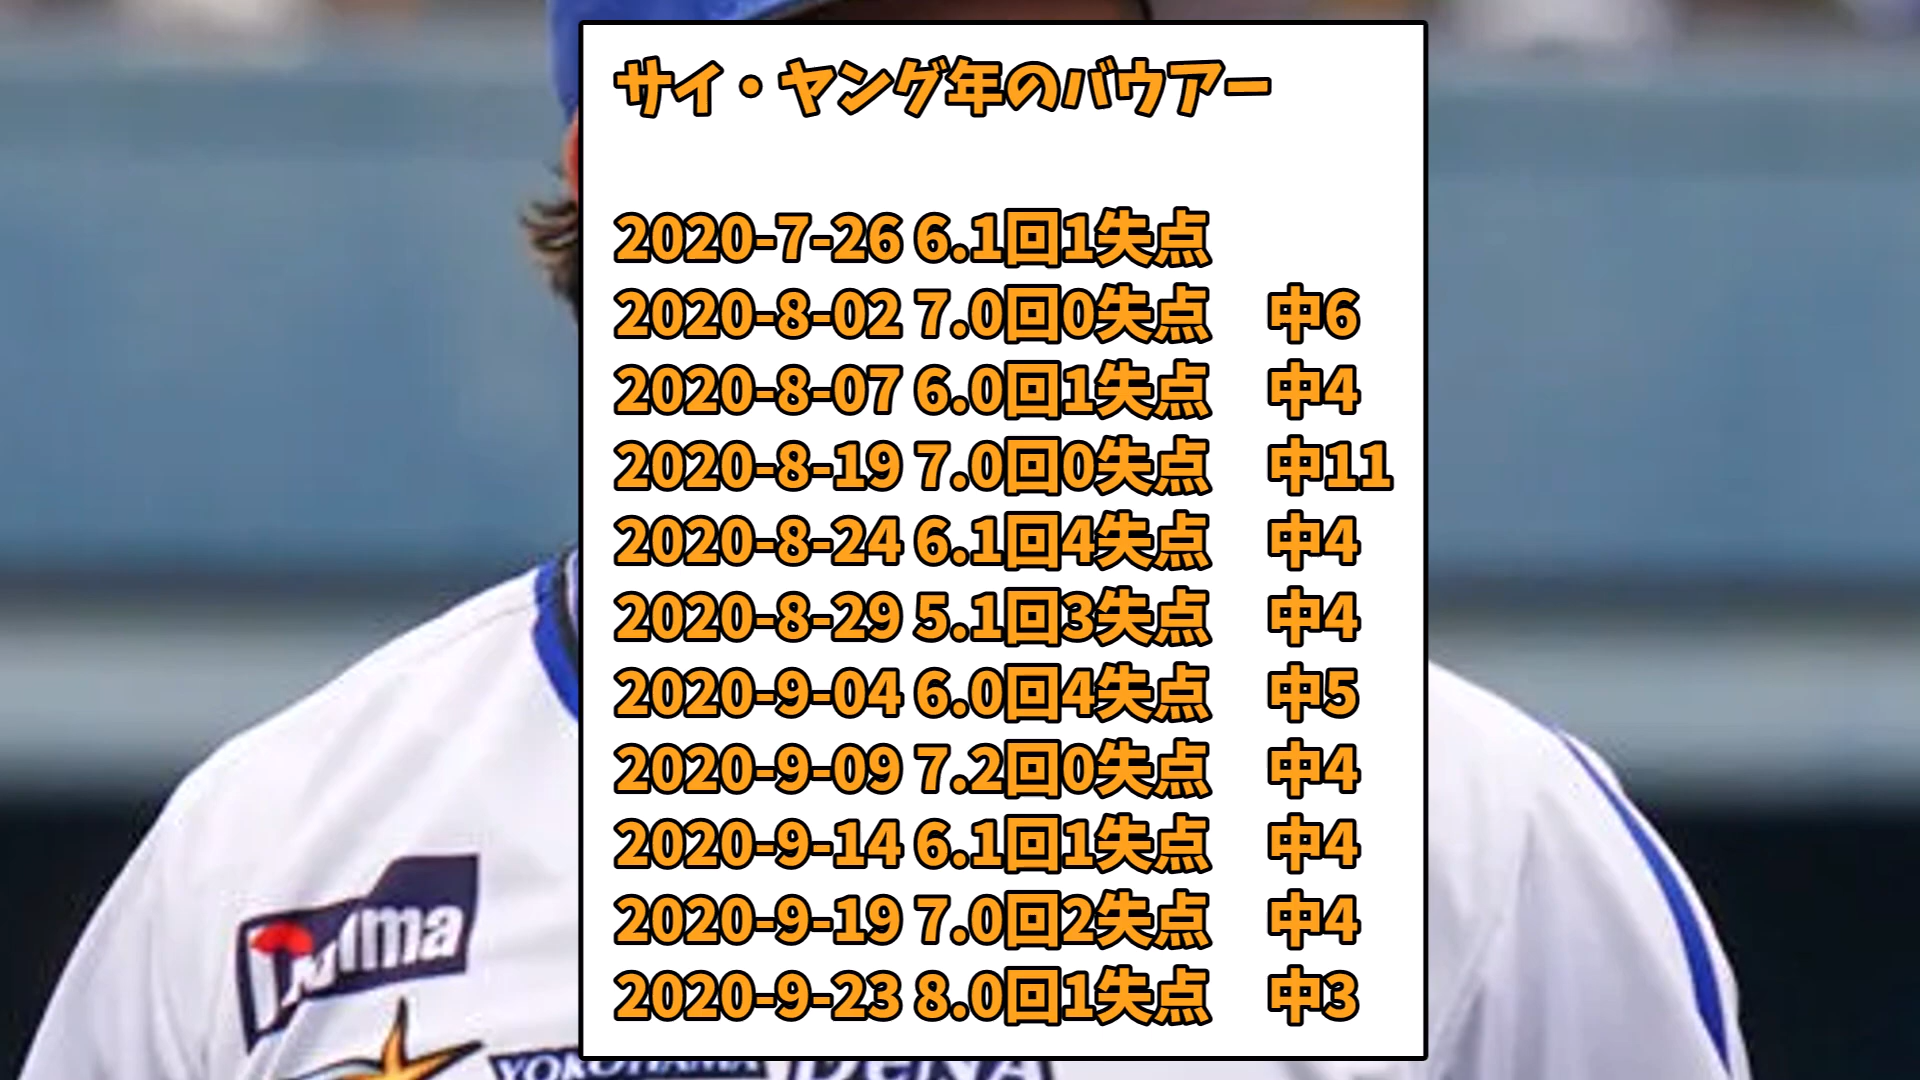 サイ・ヤング年のバウアー
2020-7-26 6.1回1失点
2020-8-02 7.0回0失点 中6
2020-8-07 6.0回1失点 中4
2020-8-19 7.0回0失点 中11
2020-8-24 6.1回4失点 中4
2020-8-29 5.1回3失点 中4
2020-9-04 6.0回4失点 中5
2020-9-09 7.2回0失点 中4
2020-9-14 6.1回1失点 中4
2020-9-19 7.0回2失点 中4
2020-9-23 8.0回1失点 中3
YOKOHAMA DeNA